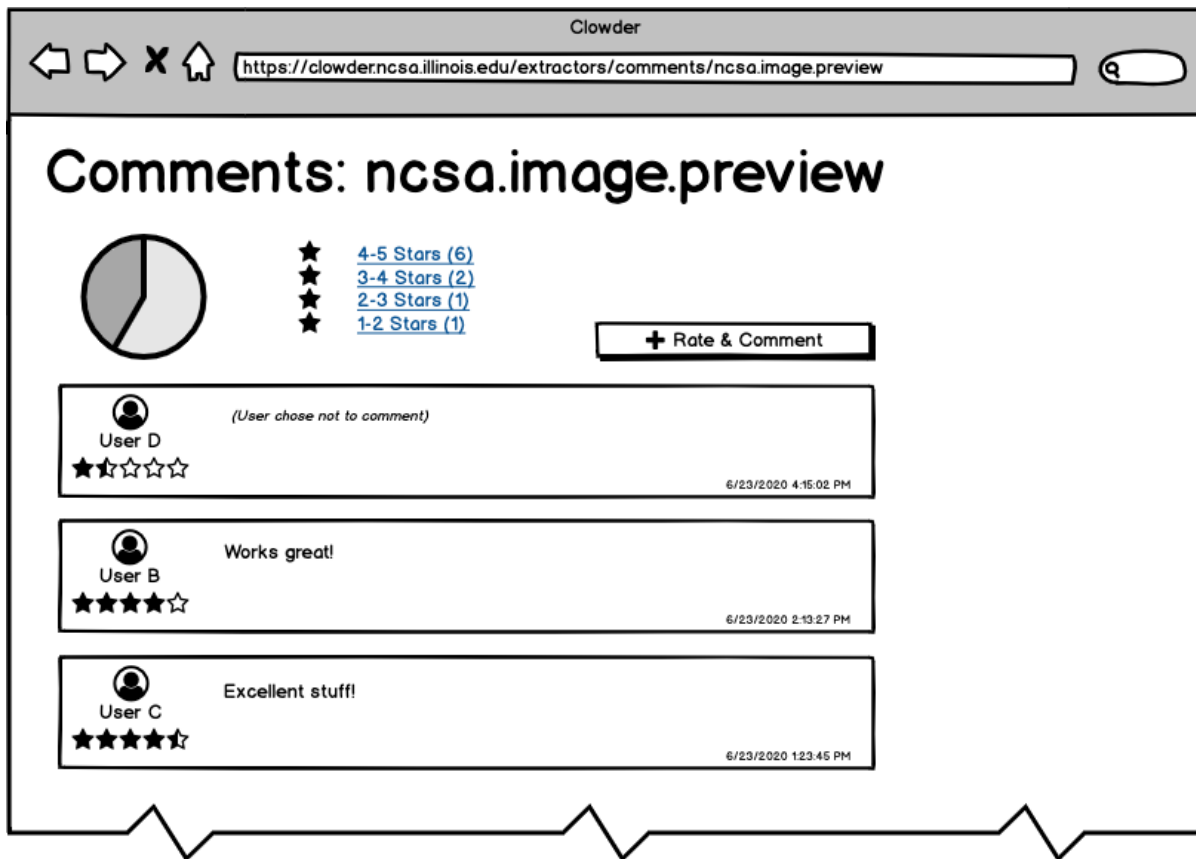 Clowder
https://clowder.ncsa.illinois.edu/extractors/comments/ncsa.image.preview
Comments: ncsa.image.preview
4-5 Stars (6)
3-4 Stars (2)
2-3 Stars (1)
1-2 Stars (1)
Rate & Comment
(User chose not to comment)
User D
6/23/2020 4:15:02 PM
Works great!
User B
6/23/2020 2:13:27 PM
Excellent stuff!
User C
6/23/2020 1:23:45 PM